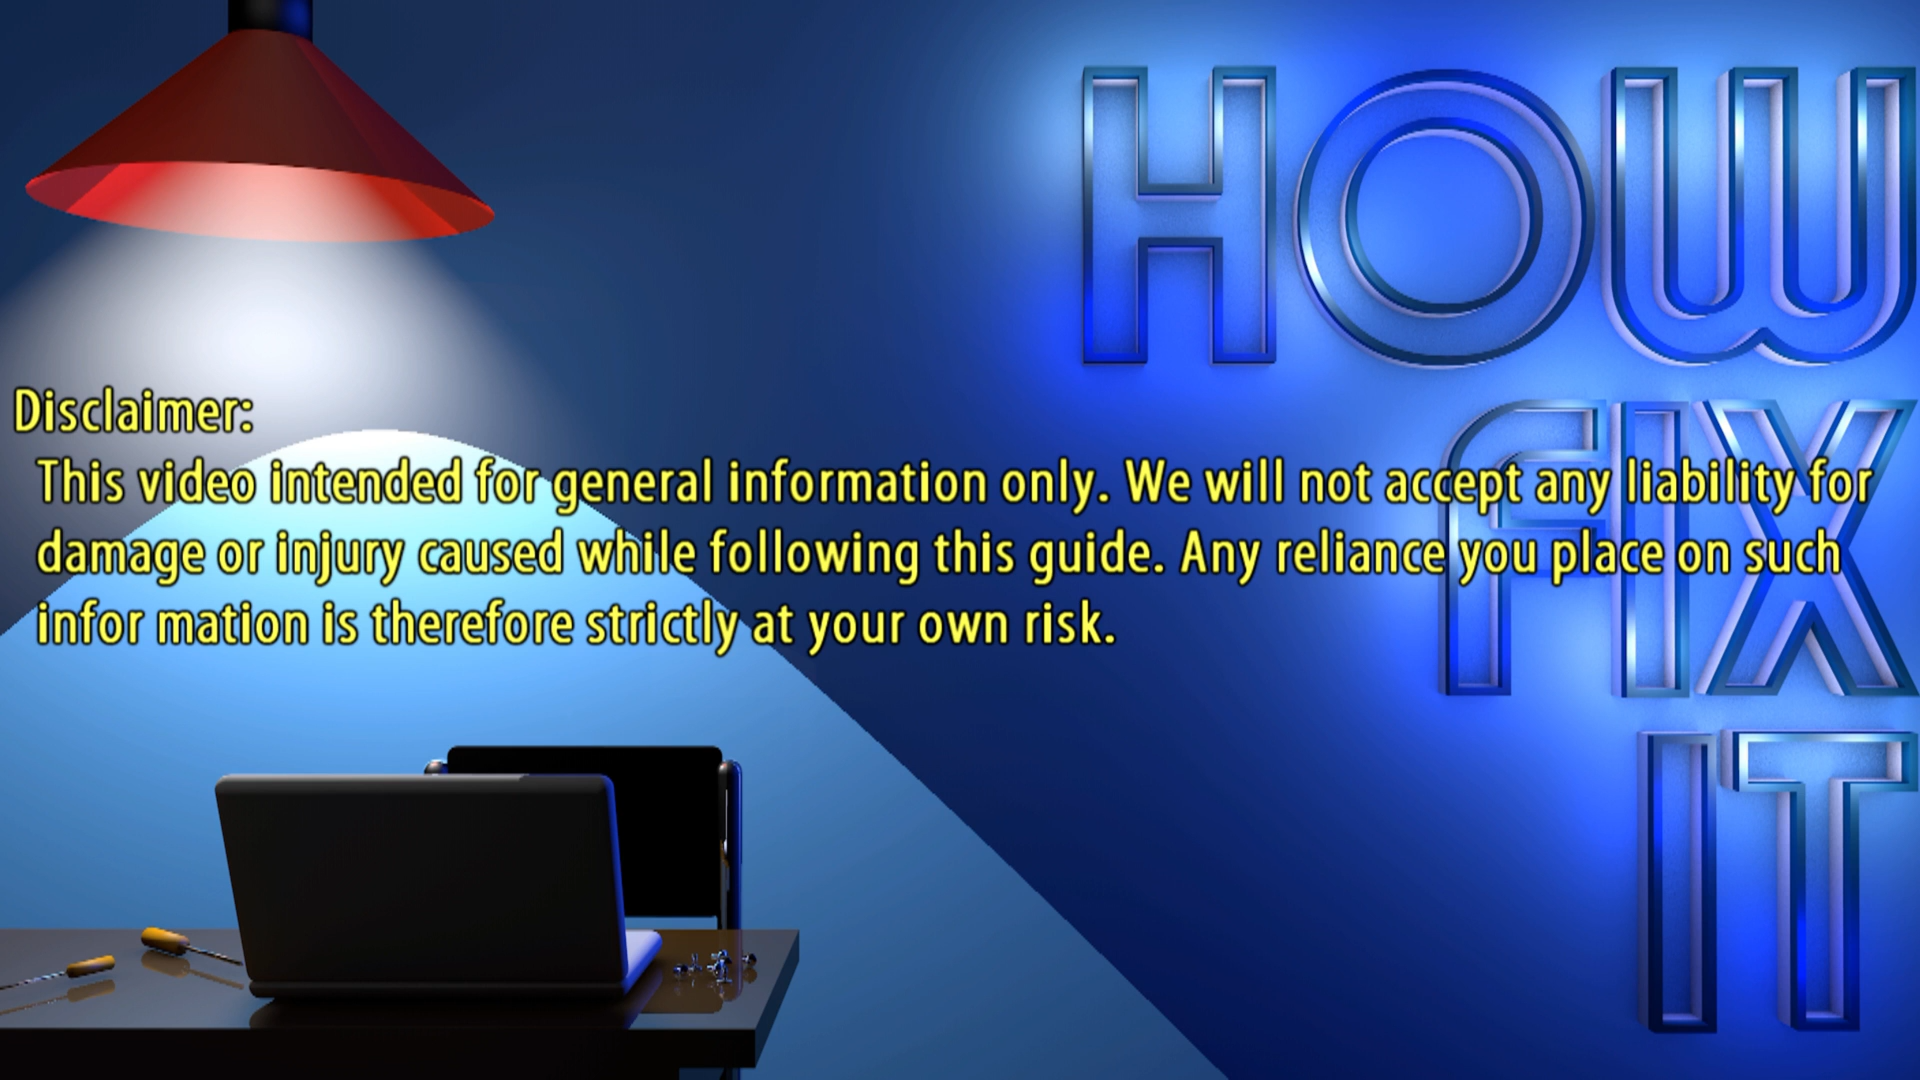 HOW
FIX
IT
Disclaimer:
This video intended for general information only. We will not accept any liability for
damage or injury caused while following this guide. Any reliance you place on such
infor mation is therefore strictly at your own risk.